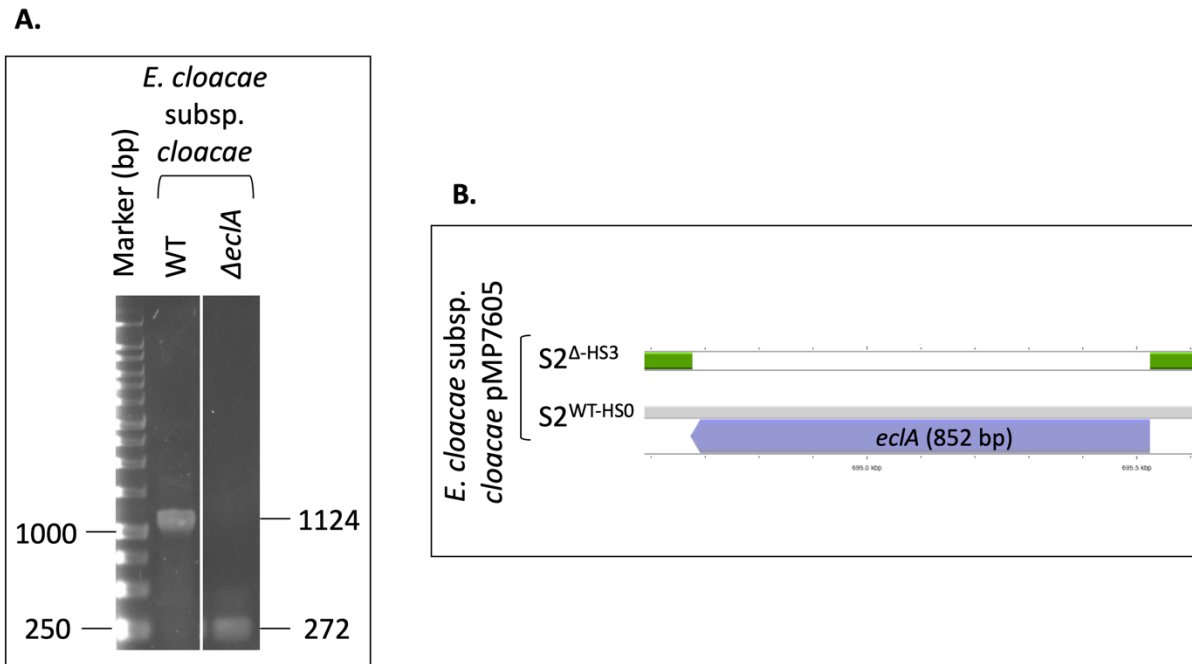 A.
E. cloacae
subsp.
cloacae
Marker (bp)
WT
ΔeclA
1000
1124
250
272
B.
E. cloacae subsp.
cloacae pMP7605
S2Δ-HS3
S2WT-HS0
eclA (852 bp)
695.0 kbp
695.5 kbp